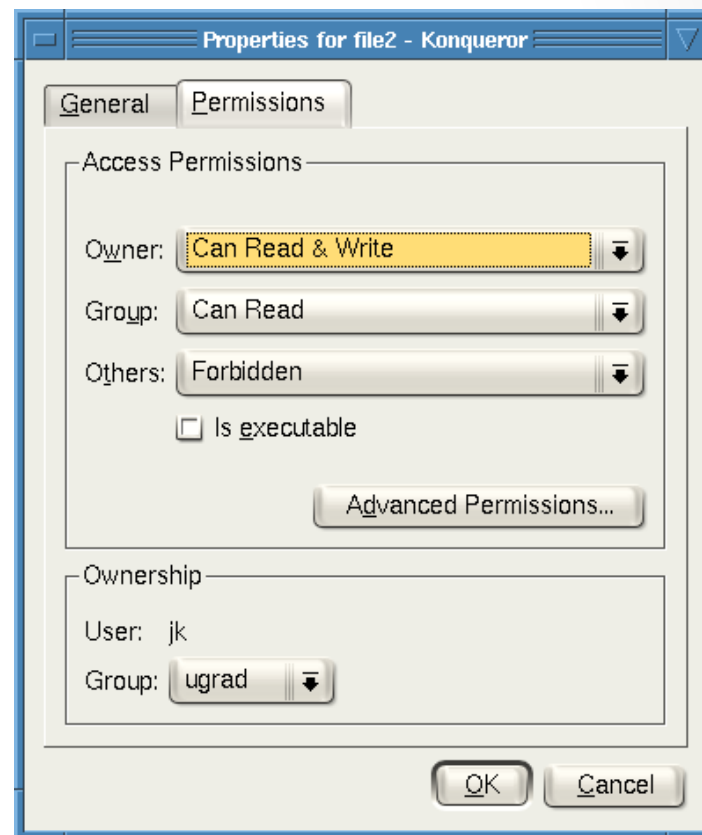 Properties for file2 - Konqueror
General Permissions
Access Permissions
Owner: Can Read & Write
Group: Can Read
Others: Forbidden
Is executable
Advanced Permissions...
Ownership
User: jk
Group: ugrad
OK Cancel